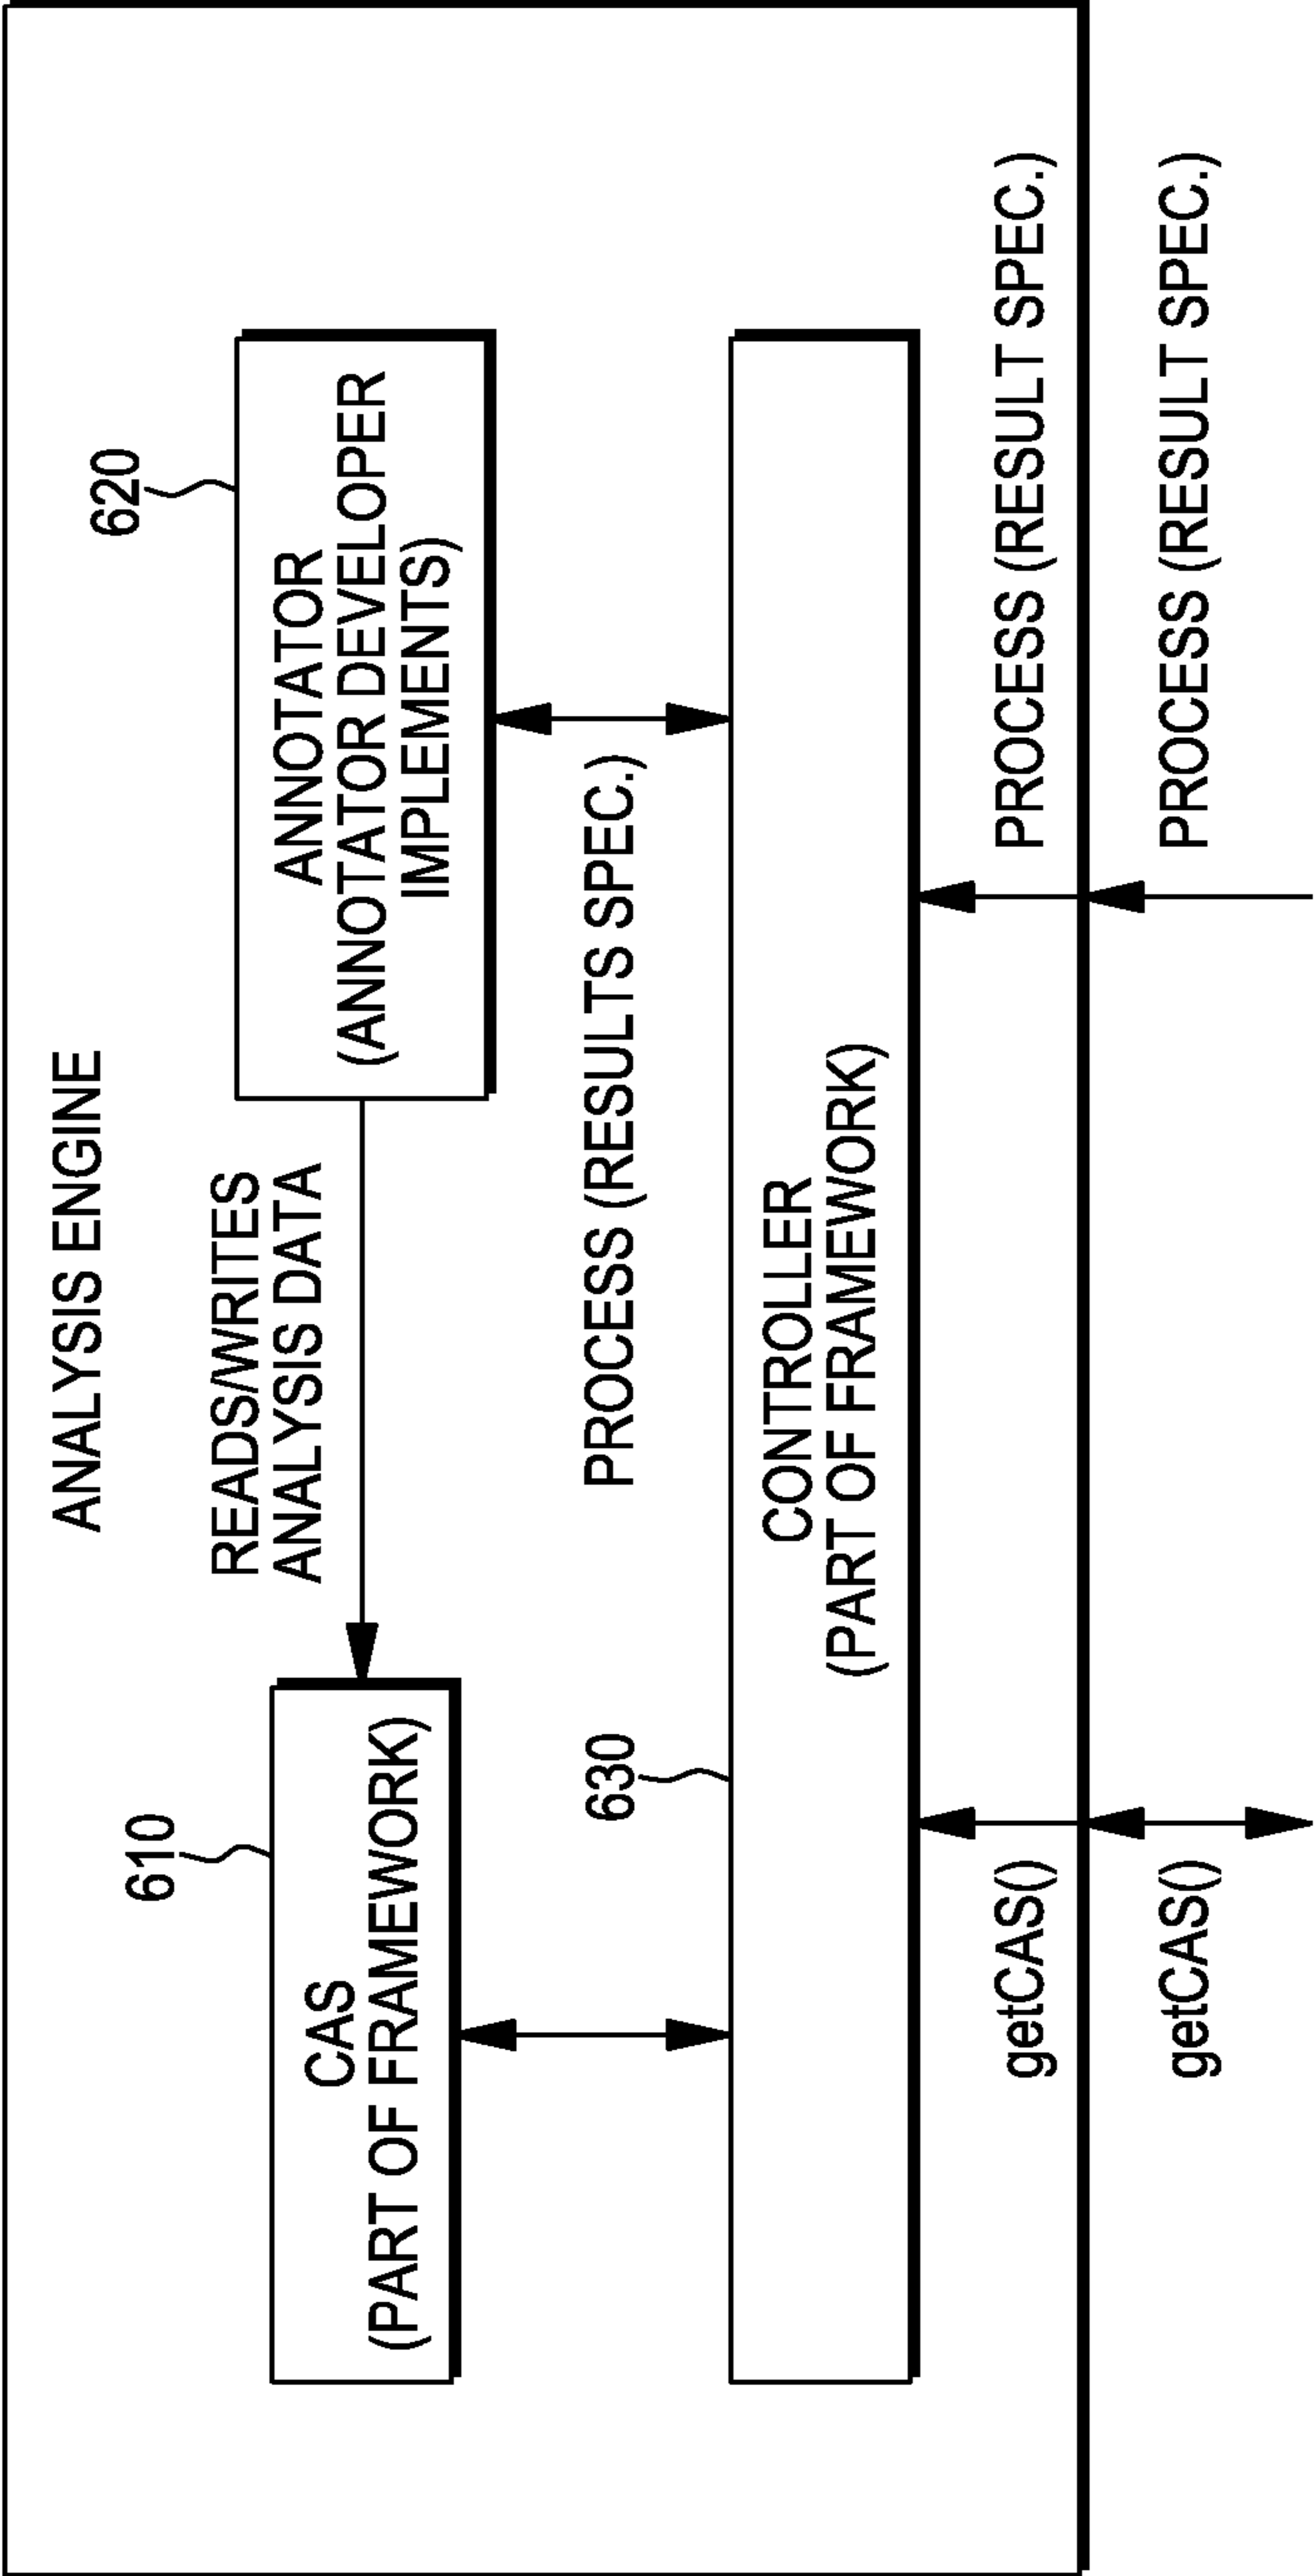 ANALYSIS ENGINE
610
CAS
(PART OF FRAMEWORK)
READS/WRITES
ANALYSIS DATA
620
ANNOTATOR
(ANNOTATOR DEVELOPER
IMPLEMENTS)
630
PROCESS (RESULTS SPEC.)
CONTROLLER
(PART OF FRAMEWORK)
getCAS()
PROCESS (RESULT SPEC.)
getCAS()
PROCESS (RESULT SPEC.)